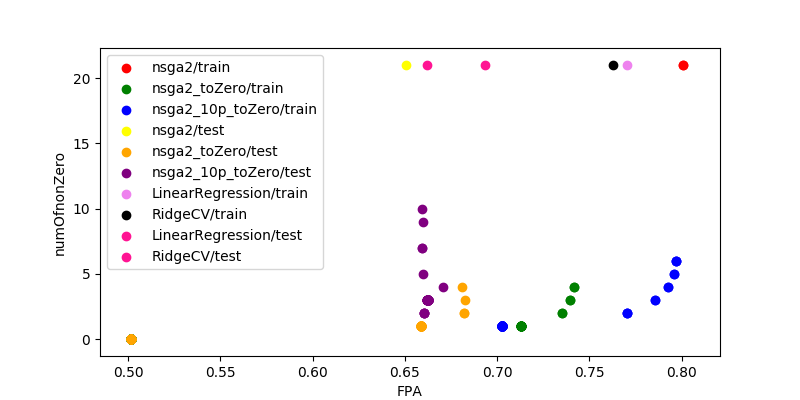 20
15
10
5
0
numOfnonZero
nsga2/train
nsga2_toZero/train
nsga2_10p_toZero/train
nsga2/test
nsga2_toZero/test
nsga2_10p_toZero/test
LinearRegression/train
RidgeCV/train
LinearRegression/test
RidgeCV/test
0.50 0.55 0.60 0.65 0.70 0.75 0.80
FPA